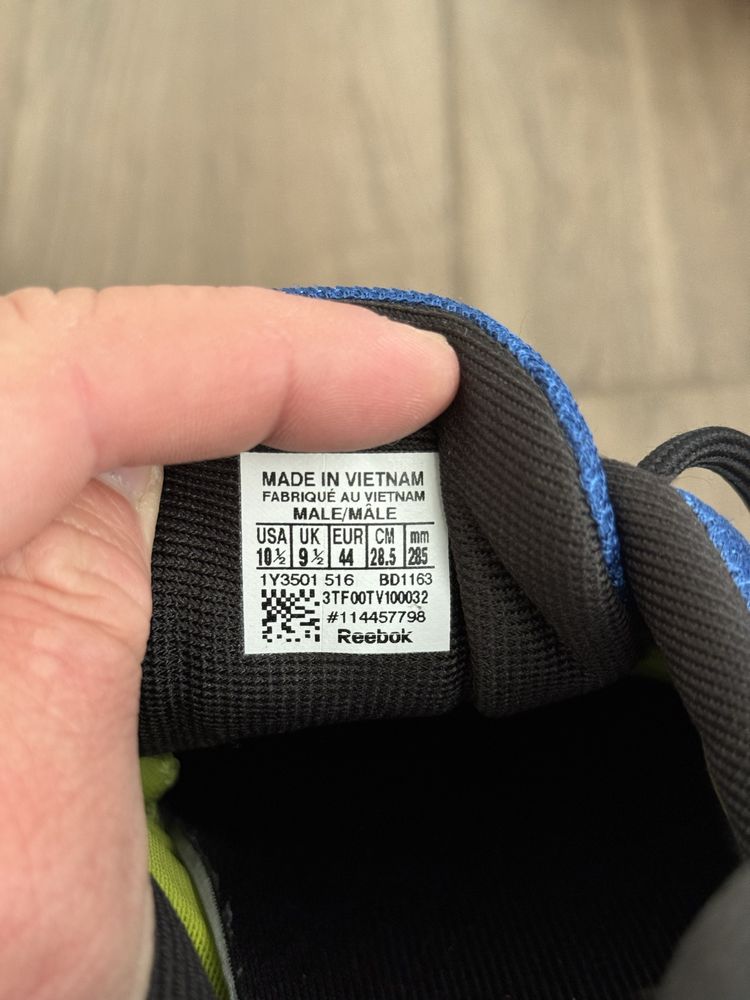 MADE IN VIETNAM
FABRIQUÉ AU VIETNAM
MALE/MÂLE
USA UK EUR CM mm
10½ 9½ 44 28.5 285
1Y3501 516 BD1163
3TF00TV100032
#114457798
Reebok